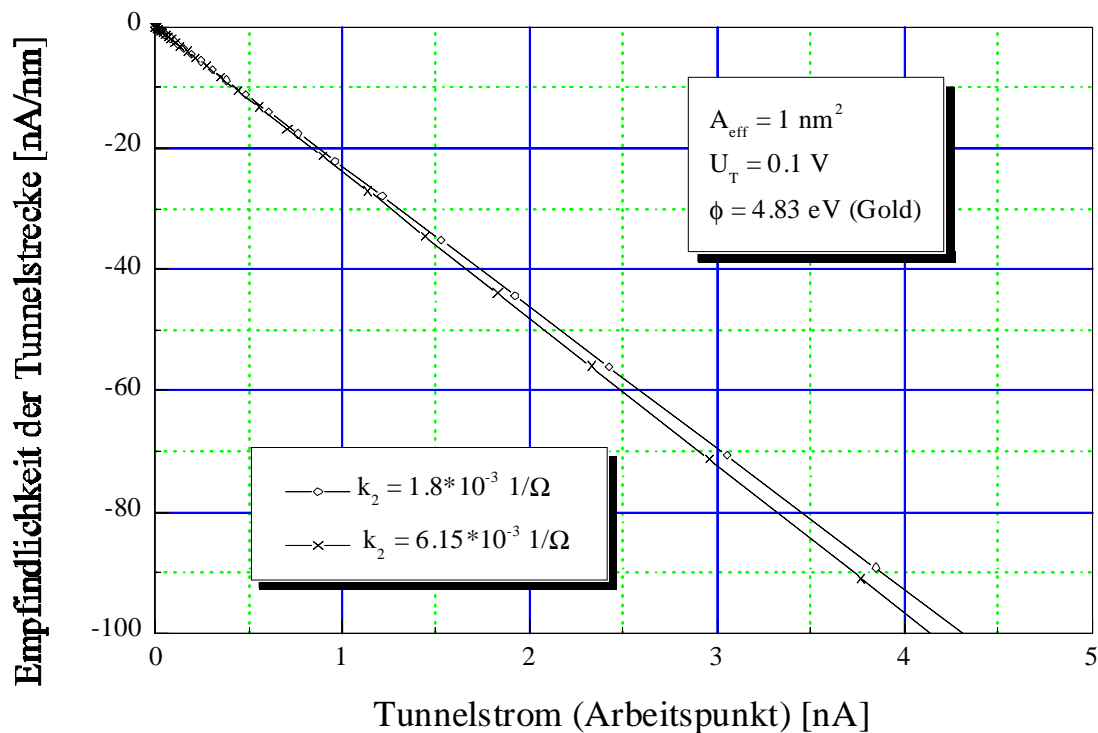 Empfindlichkeit der Tunnelstrecke [nA/nm]
0
-20
-40
-60
-80
-100
A_eff = 1 nm²
U_T = 0.1 V
ϕ = 4.83 eV (Gold)
k_2 = 1.8*10⁻³ 1/Ω
k_2 = 6.15*10⁻³ 1/Ω
0 1 2 3 4 5
Tunnelstrom (Arbeitspunkt) [nA]